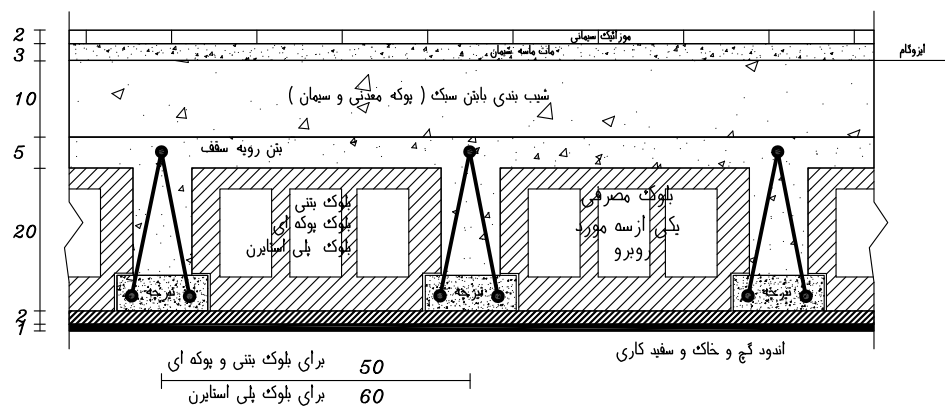 2
موزائیک سیمانی
3
ملات ماسه سیمان
ایزوگام
10
شیب بندی بابتن سبک ( پوکه معدنی و سیمان )
5
بتن رویه سقف
20
بلوک بتنی
بلوک پوکه ای
بلوک پلی استایرن
بلوک مصرفی
یکی ازسه مورد
روبرو
تیرچه
تیرچه
تیرچه
2
1
اندود گچ و خاک و سفید کاری
برای بلوک بتنی و پوکه ای 50
برای بلوک پلی استایرن 60